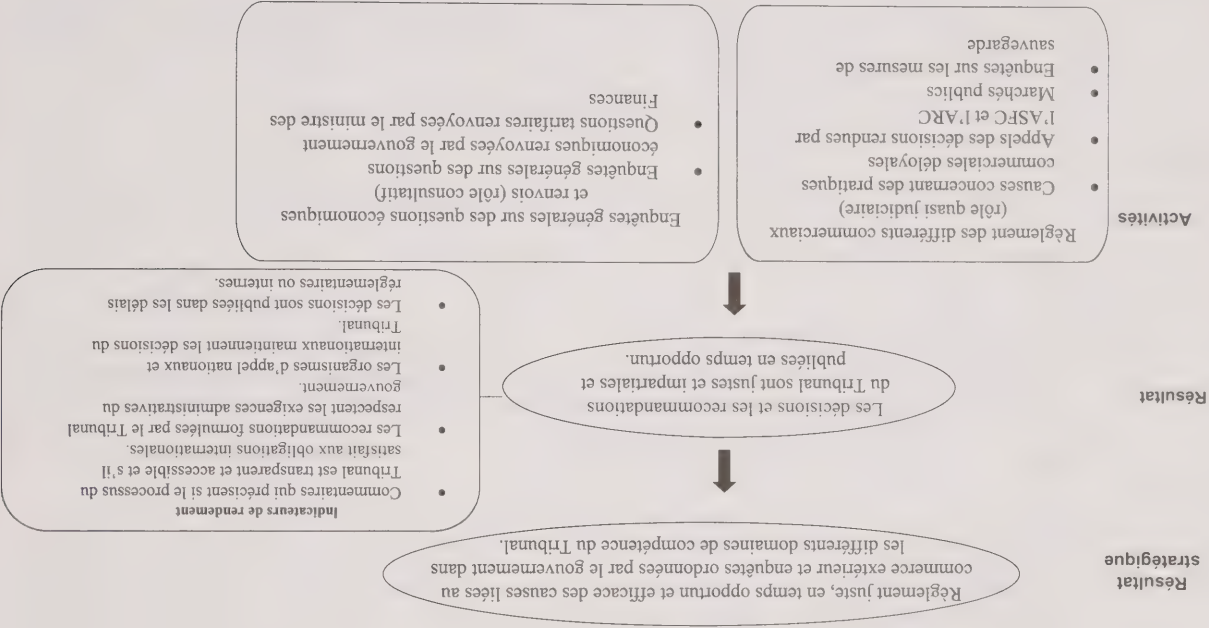 Résultat
stratégique
Règlement juste, en temps opportun et efficace des causes liées au
commerce extérieur et enquêtes ordonnées par le gouvernement dans
les différents domaines de compétence du Tribunal.
Résultat
Les décisions et les recommandations
du Tribunal sont justes et impartiales et
publiées en temps opportun.
Indicateurs de rendement
• Commentaires qui précisent si le processus du
Tribunal est transparent et accessible et s'il
satisfait aux obligations internationales.
• Les recommandations formulées par le Tribunal
respectent les exigences administratives du
gouvernement.
• Les organismes d'appel nationaux et
internationaux maintiennent les décisions du
Tribunal.
• Les décisions sont publiées dans les délais
réglementaires ou internes.
Activités
Règlement des différents commerciaux
(rôle quasi judiciaire)
• Causes concernant des pratiques
commerciales déloyales
• Appels des décisions rendues par
l'ASFC et l'ARC
• Marchés publics
• Enquêtes sur les mesures de
sauvegarde
Enquêtes générales sur des questions économiques
et renvois (rôle consultatif)
• Enquêtes générales sur des questions
économiques renvoyées par le gouvernement
• Questions tarifaires renvoyées par le ministre des
Finances